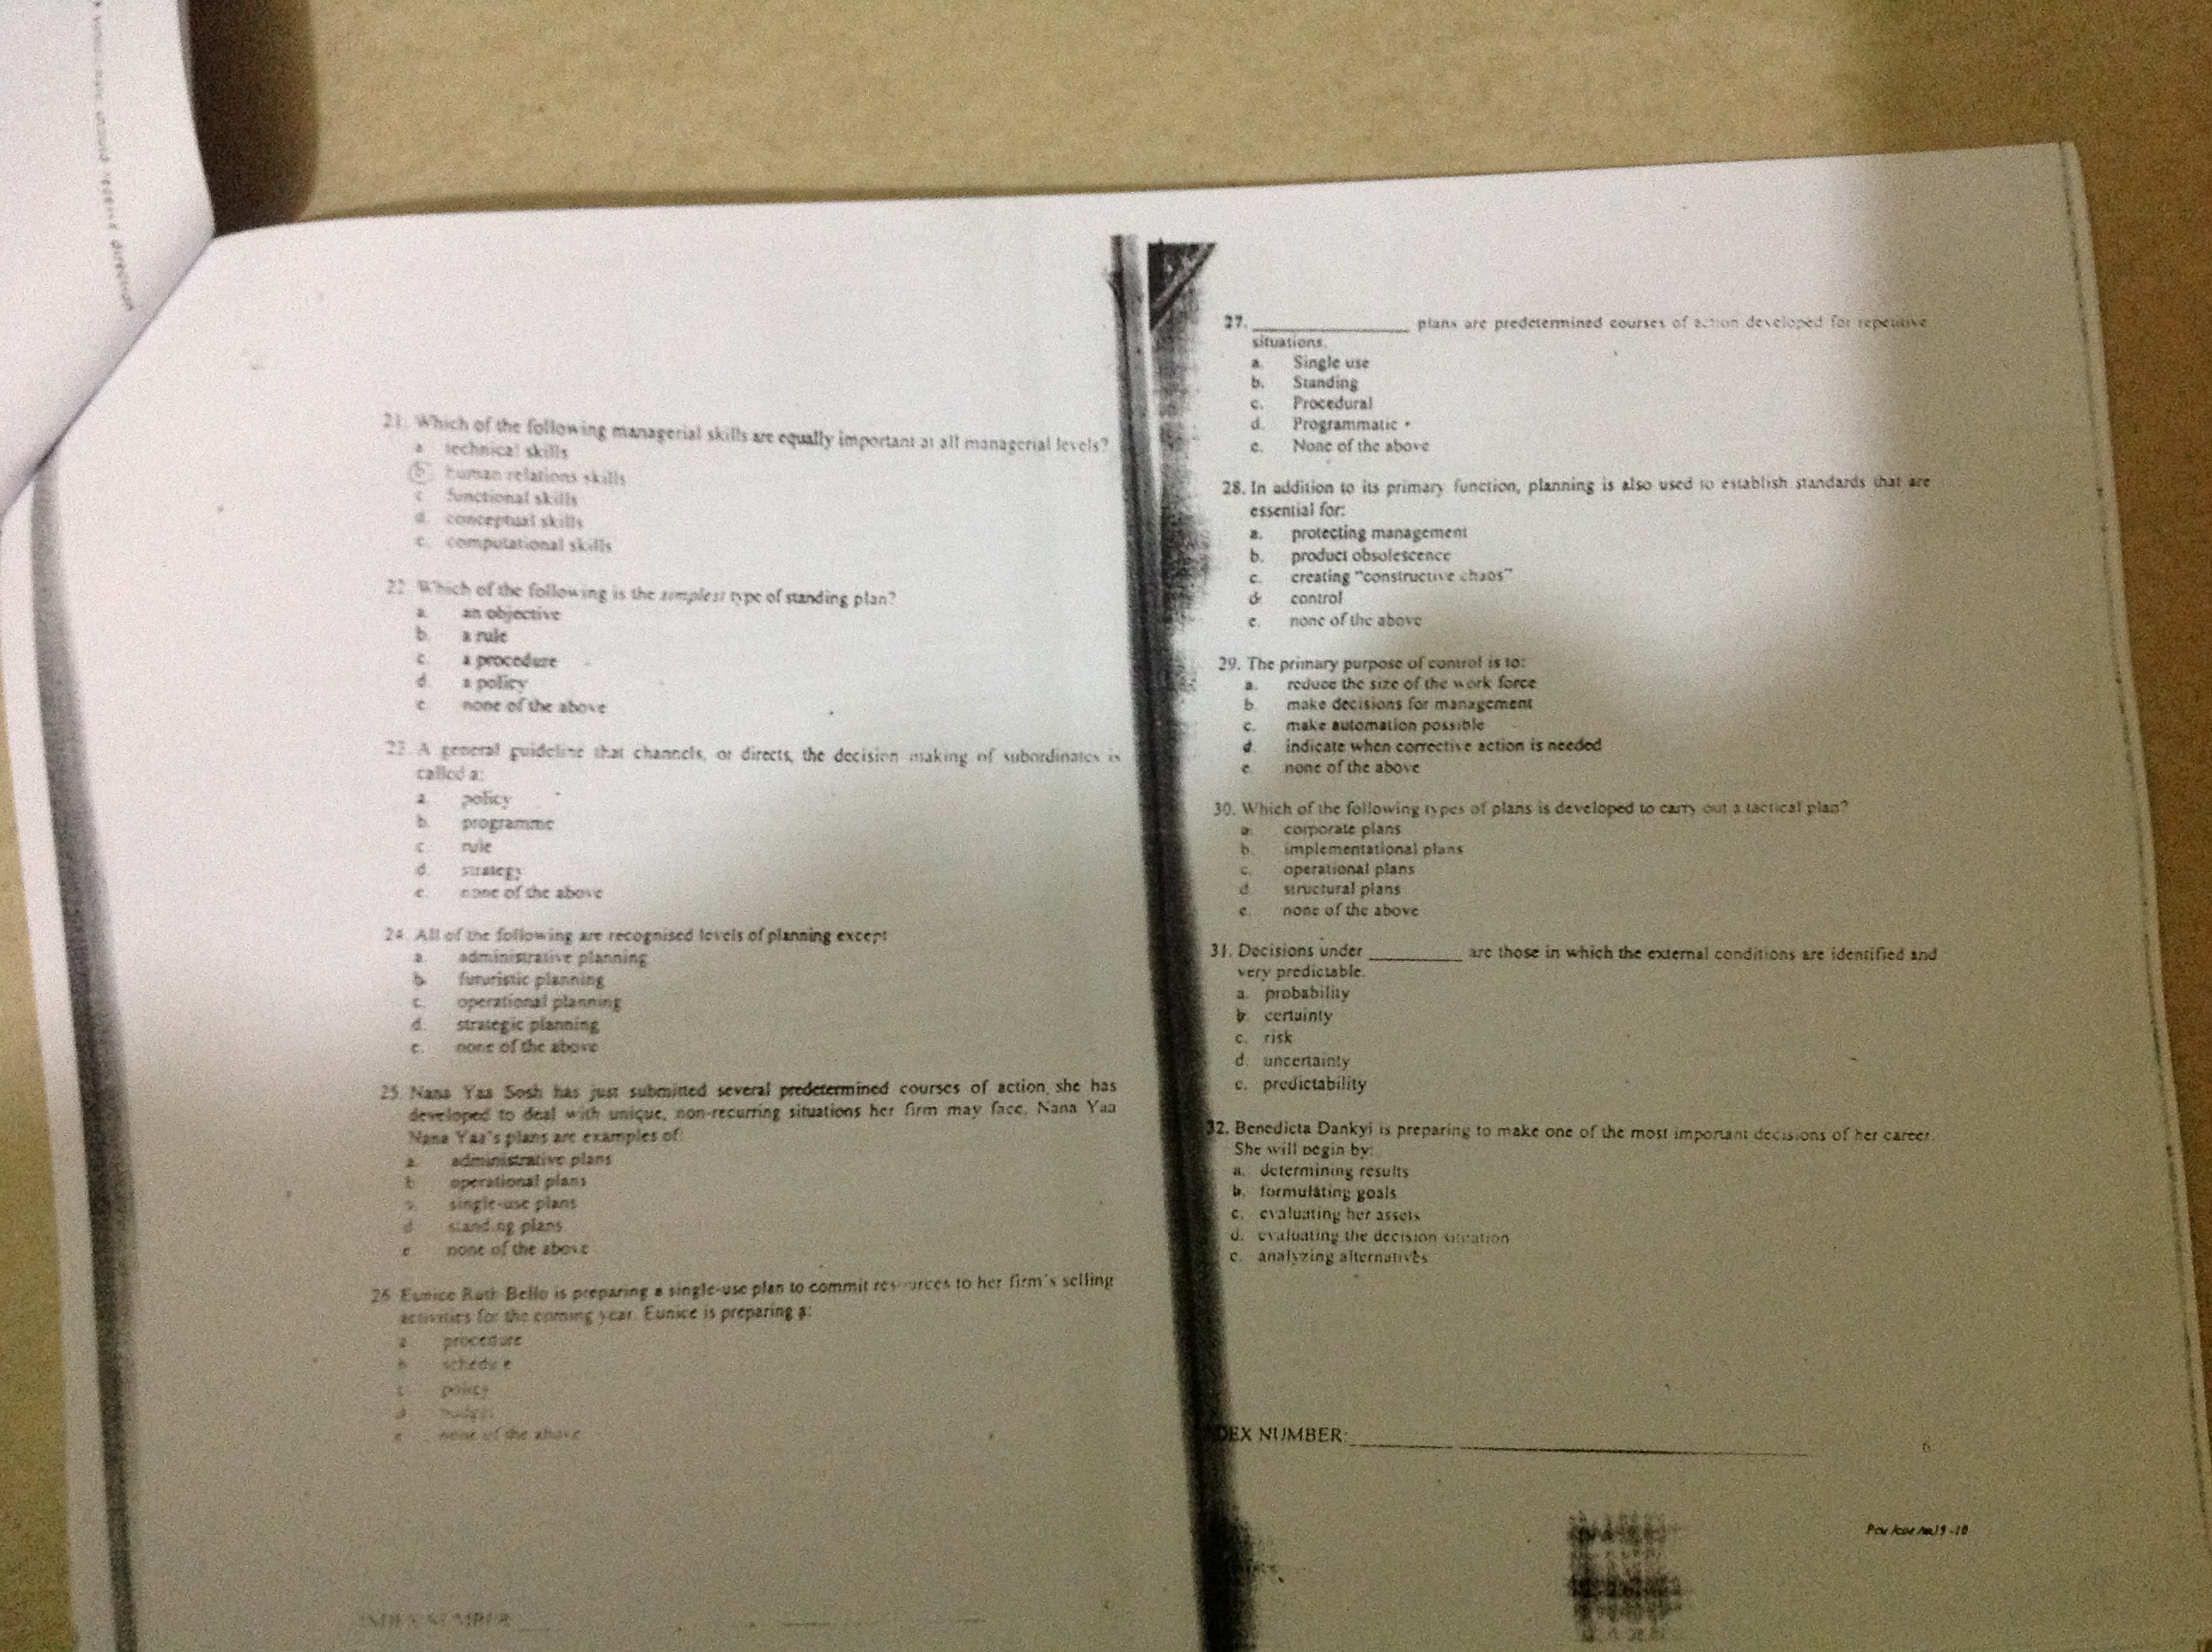 21. Which of the following managerial skills are equally important at all managerial levels?
a technical skills
b human relations skills
c functional skills
d. conceptual skills
e. computational skills
22. Which of the following is the simplest type of standing plan?
a. an objective
b. a rule
c. a procedure
d. a policy
e. none of the above
23. A general guideline that channels, or directs, the decision making of subordinates is
called a:
a policy
b. programme
c. rule
d. strategy
e. none of the above
24. All of the following are recognised levels of planning except
a. administrative planning
b. futuristic planning
c. operational planning
d. strategic planning
e. none of the above
25. Nana Yaa Sosh has just submitted several predetermined courses of action she has
developed to deal with unique, non-recurring situations her firm may face. Nana Yaa
Nana Yaa's plans are examples of:
a. administrative plans
b operational plans
c. single-use plans
d standing plans
e none of the above
26. Eunice Ruth Bello is preparing a single-use plan to commit resources to her firm's selling
activities for the coming year. Eunice is preparing a:
a procedure
b schedule
c policy
d budget
e none of the above
INDEX NUMBER
27. ____________ plans are predetermined courses of action developed for repetitive
situations.
a. Single use
b. Standing
c. Procedural
d. Programmatic
e. None of the above
28. In addition to its primary function, planning is also used to establish standards that are
essential for:
a. protecting management
b. product obsolescence
c. creating "constructive chaos"
d. control
e. none of the above
29. The primary purpose of control is to:
a. reduce the size of the work force
b. make decisions for management
c. make automation possible
d. indicate when corrective action is needed
e. none of the above
30. Which of the following types of plans is developed to carry out a tactical plan?
a. corporate plans
b. implementational plans
c. operational plans
d. structural plans
e. none of the above
31. Decisions under ________ are those in which the external conditions are identified and
very predictable.
a. probability
b. certainty
c. risk
d. uncertainty
e. predictability
32. Benedicta Dankyi is preparing to make one of the most important decisions of her career.
She will begin by:
a. determining results
b. formulating goals
c. evaluating her assets
d. evaluating the decision situation
e. analyzing alternatives
DEX NUMBER: ____________
6